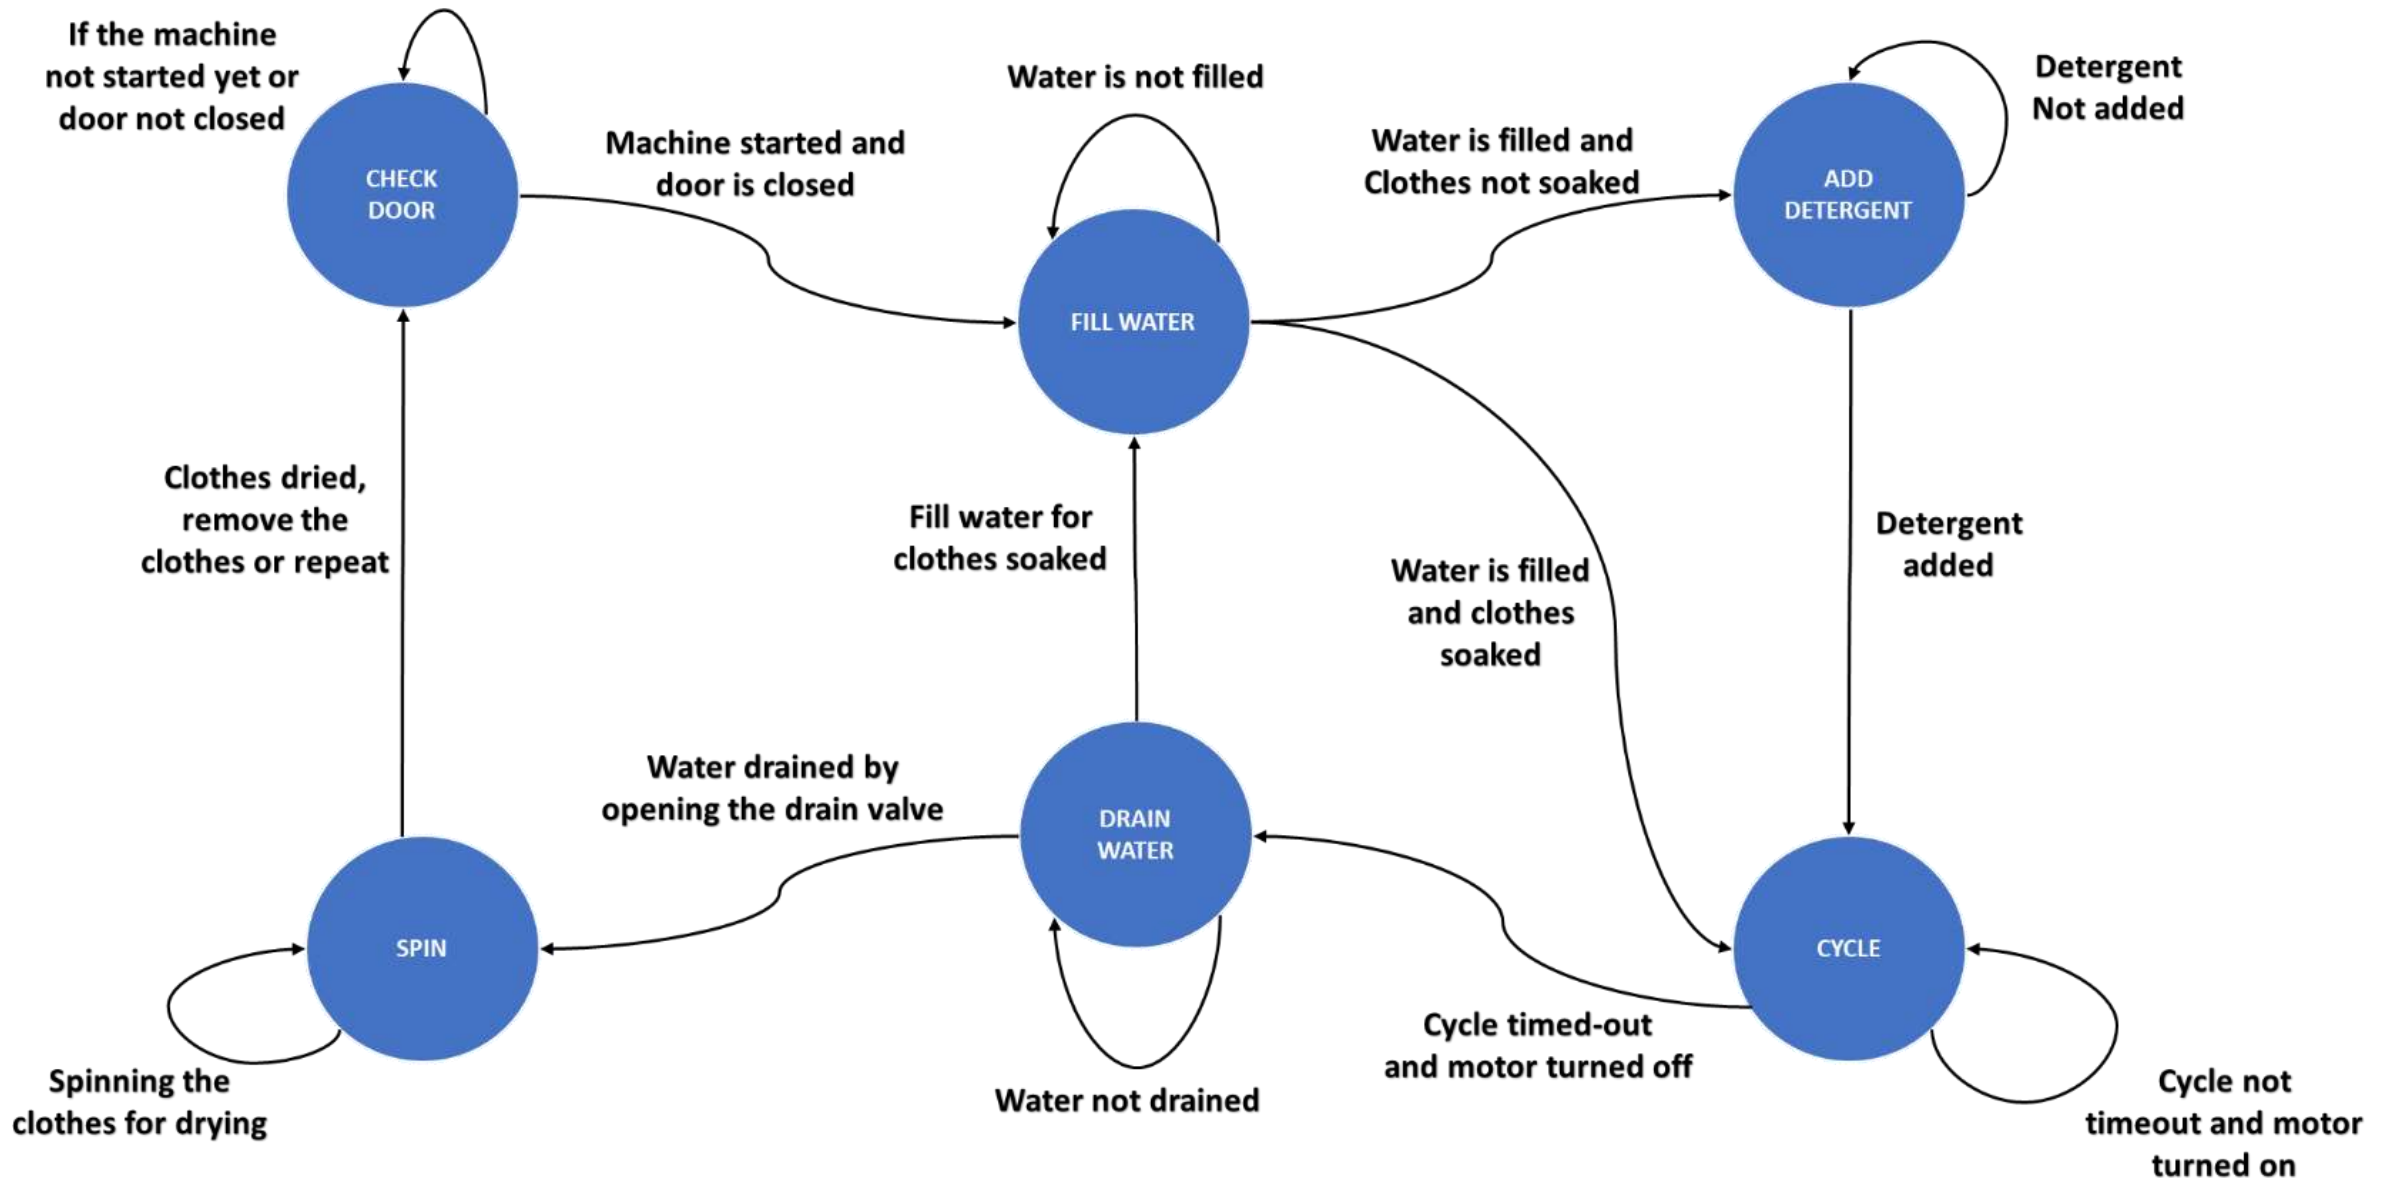 If the machine
not started yet or
door not closed
CHECK
DOOR
Machine started and
door is closed
Water is not filled
FILL WATER
Water is filled and
Clothes not soaked
ADD
DETERGENT
Detergent
Not added
Clothes dried,
remove the
clothes or repeat
Fill water for
clothes soaked
Water is filled
and clothes
soaked
Detergent
added
Water drained by
opening the drain valve
DRAIN
WATER
SPIN
CYCLE
Spinning the
clothes for drying
Water not drained
Cycle timed-out
and motor turned off
Cycle not
timeout and motor
turned on